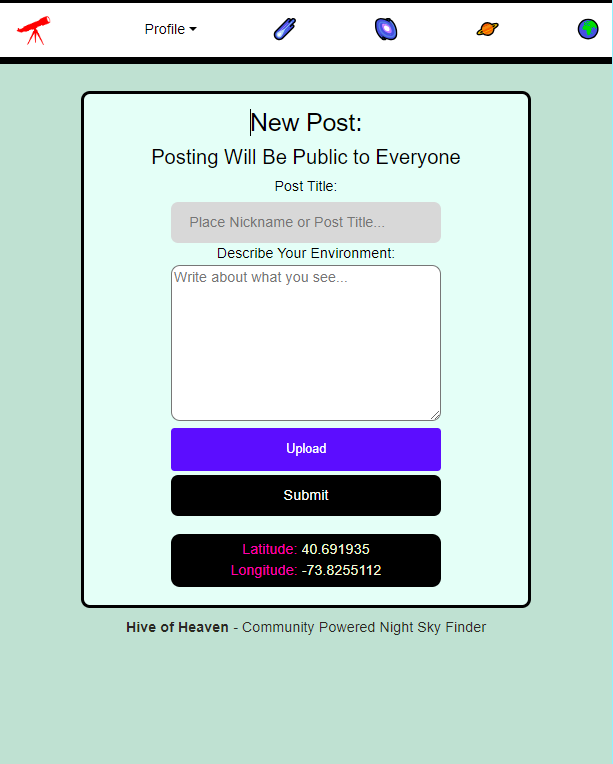 Profile
New Post:
Posting Will Be Public to Everyone
Post Title:
Place Nickname or Post Title...
Describe Your Environment:
Write about what you see...
Upload
Submit
Latitude: 40.691935
Longitude: -73.8255112
Hive of Heaven - Community Powered Night Sky Finder